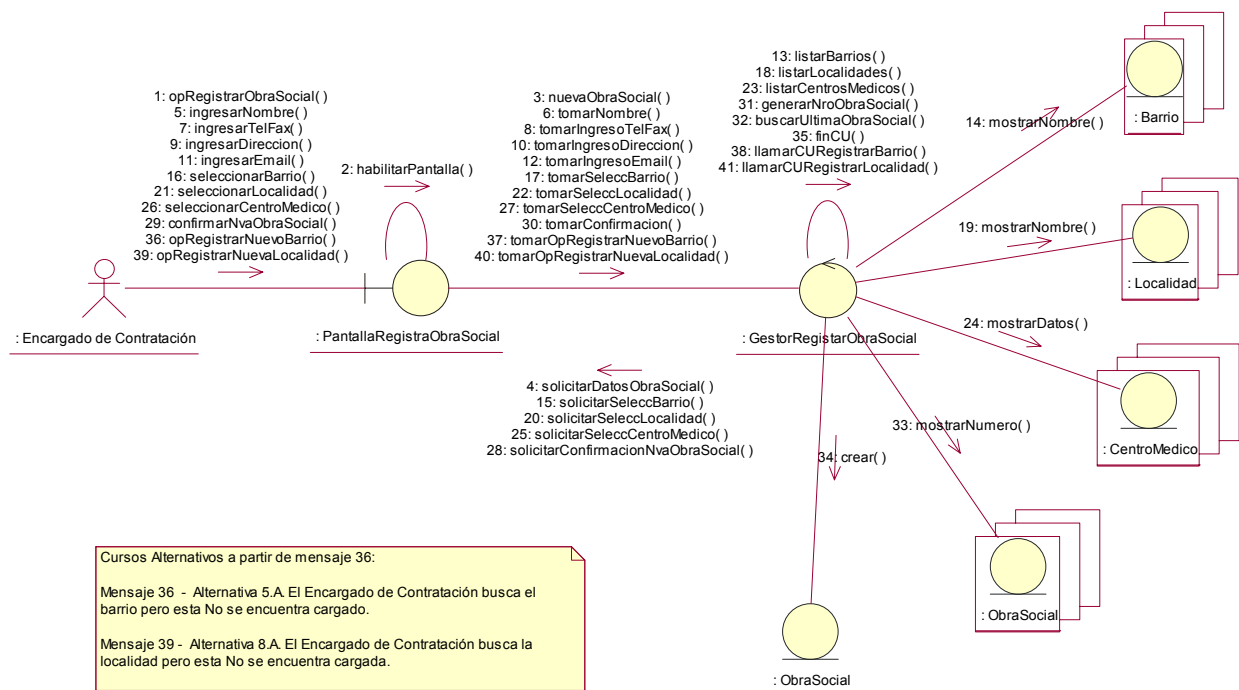 1: opRegistrarObraSocial( )
5: ingresarNombre( )
7: ingresarTelFax( )
9: ingresarDireccion( )
11: ingresarEmail( )
16: seleccionarBarrio( )
21: seleccionarLocalidad( )
26: seleccionarCentroMedico( )
29: confirmarNvaObraSocial( )
36: opRegistrarNuevoBarrio( )
39: opRegistrarNuevaLocalidad( )
2: habilitarPantalla( )
3: nuevaObraSocial( )
6: tomarNombre( )
8: tomarIngresoTelFax( )
10: tomarIngresoDireccion( )
12: tomarIngresoEmail( )
17: tomarSeleccBarrio( )
22: tomarSeleccLocalidad( )
27: tomarSeleccCentroMedico( )
30: tomarConfirmacion( )
37: tomarOpRegistrarNuevoBarrio( )
40: tomarOpRegistrarNuevaLocalidad( )
13: listarBarrios( )
18: listarLocalidades( )
23: listarCentrosMedicos( )
31: generarNroObraSocial( )
32: buscarUltimaObraSocial( )
35: finCU( )
38: llamarCURegistrarBarrio( )
41: llamarCURegistrarLocalidad( )
14: mostrarNombre( )
: Barrio
19: mostrarNombre( )
: Localidad
24: mostrarDatos( )
: CentroMedico
: Encargado de Contratación
: PantallaRegistraObraSocial
: GestorRegistarObraSocial
4: solicitarDatosObraSocial( )
15: solicitarSeleccBarrio( )
20: solicitarSeleccLocalidad( )
25: solicitarSeleccCentroMedico( )
28: solicitarConfirmacionNvaObraSocial( )
33: mostrarNumero( )
34: crear( )
: ObraSocial
: ObraSocial
Cursos Alternativos a partir de mensaje 36:
Mensaje 36 - Alternativa 5.A. El Encargado de Contratación busca el
barrio pero esta No se encuentra cargado.
Mensaje 39 - Alternativa 8.A. El Encargado de Contratación busca la
localidad pero esta No se encuentra cargada.